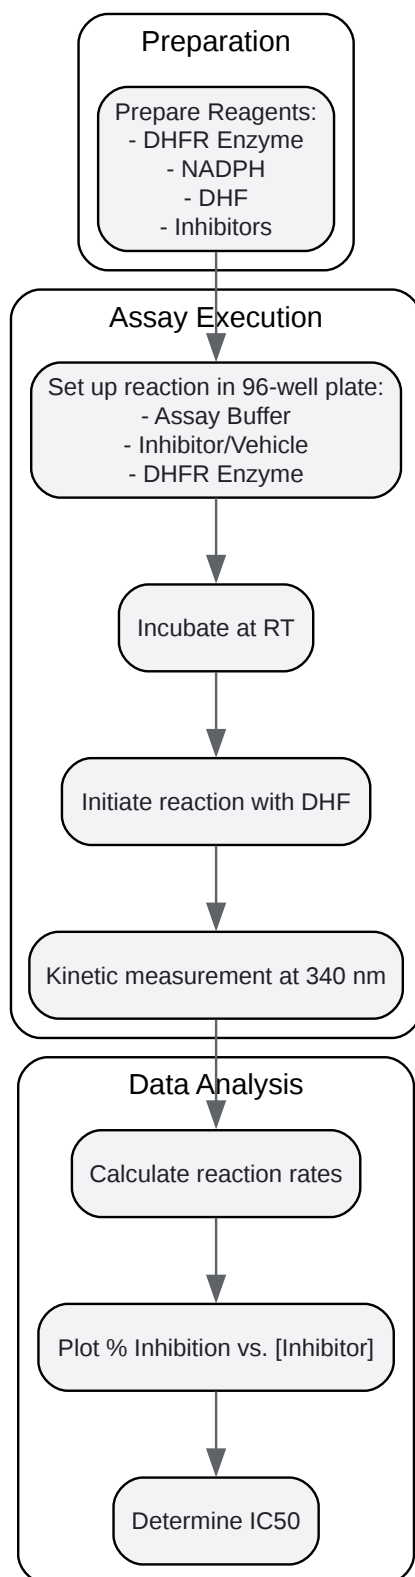 Preparation
Prepare Reagents:
- DHFR Enzyme
- NADPH
- DHF
- Inhibitors
Assay Execution
Set up reaction in 96-well plate:
- Assay Buffer
- Inhibitor/Vehicle
- DHFR Enzyme
Incubate at RT
Initiate reaction with DHF
Kinetic measurement at 340 nm
Data Analysis
Calculate reaction rates
Plot % Inhibition vs. [Inhibitor]
Determine IC50